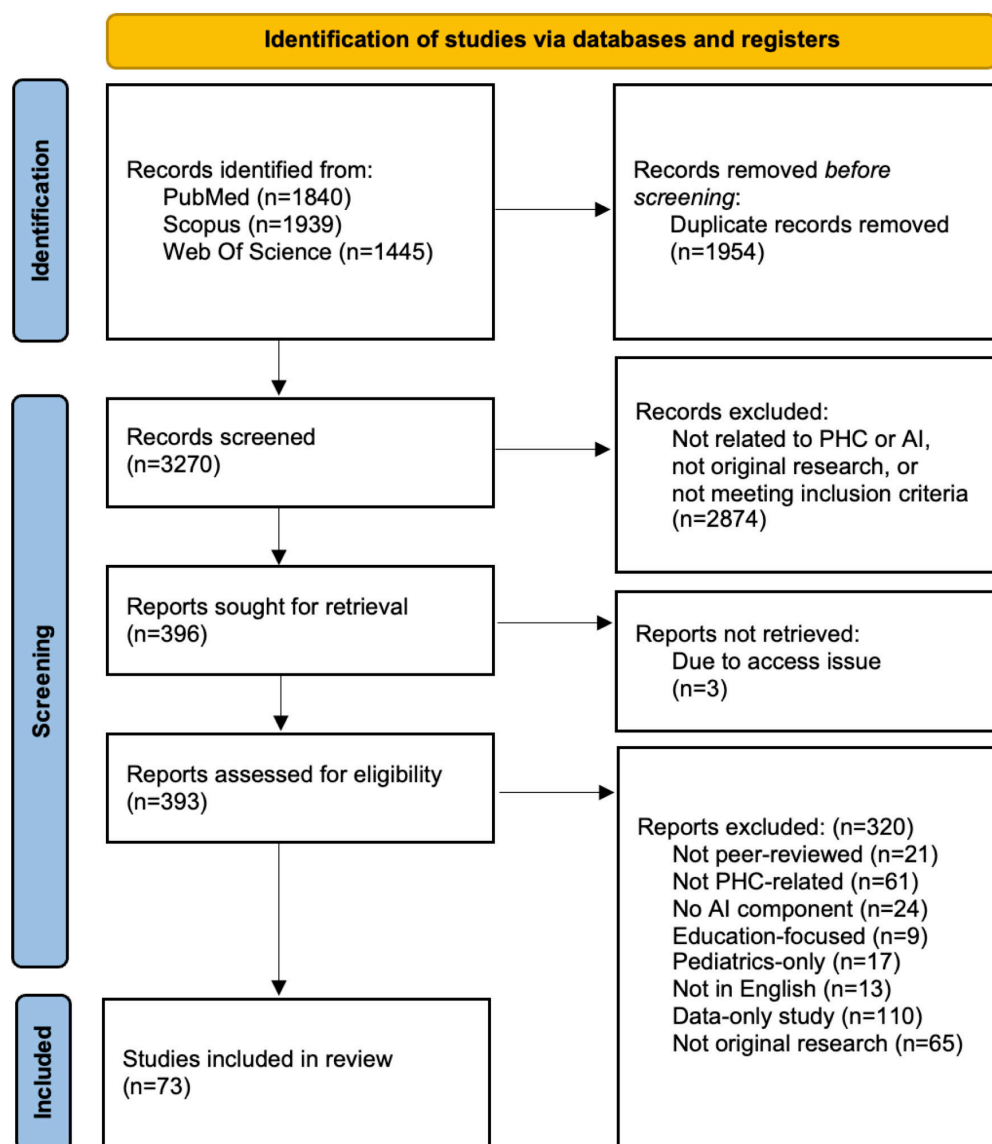 Identification of studies via databases and registers
Identification
Records identified from:
PubMed (n=1840)
Scopus (n=1939)
Web Of Science (n=1445)
Records removed before
screening:
Duplicate records removed
(n=1954)
Screening
Records screened
(n=3270)
Records excluded:
Not related to PHC or AI,
not original research, or
not meeting inclusion criteria
(n=2874)
Reports sought for retrieval
(n=396)
Reports not retrieved:
Due to access issue
(n=3)
Reports assessed for eligibility
(n=393)
Reports excluded: (n=320)
Not peer-reviewed (n=21)
Not PHC-related (n=61)
No AI component (n=24)
Education-focused (n=9)
Pediatrics-only (n=17)
Not in English (n=13)
Data-only study (n=110)
Not original research (n=65)
Included
Studies included in review
(n=73)